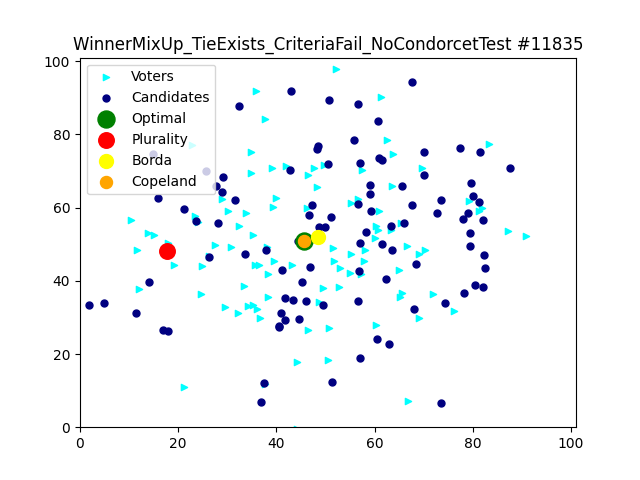 WinnerMixUp_TieExists_CriteriaFail_NoCondorcetTest #11835
Voters
Candidates
Optimal
Plurality
Borda
Copeland
100
80
60
40
20
0
0 20 40 60 80 100